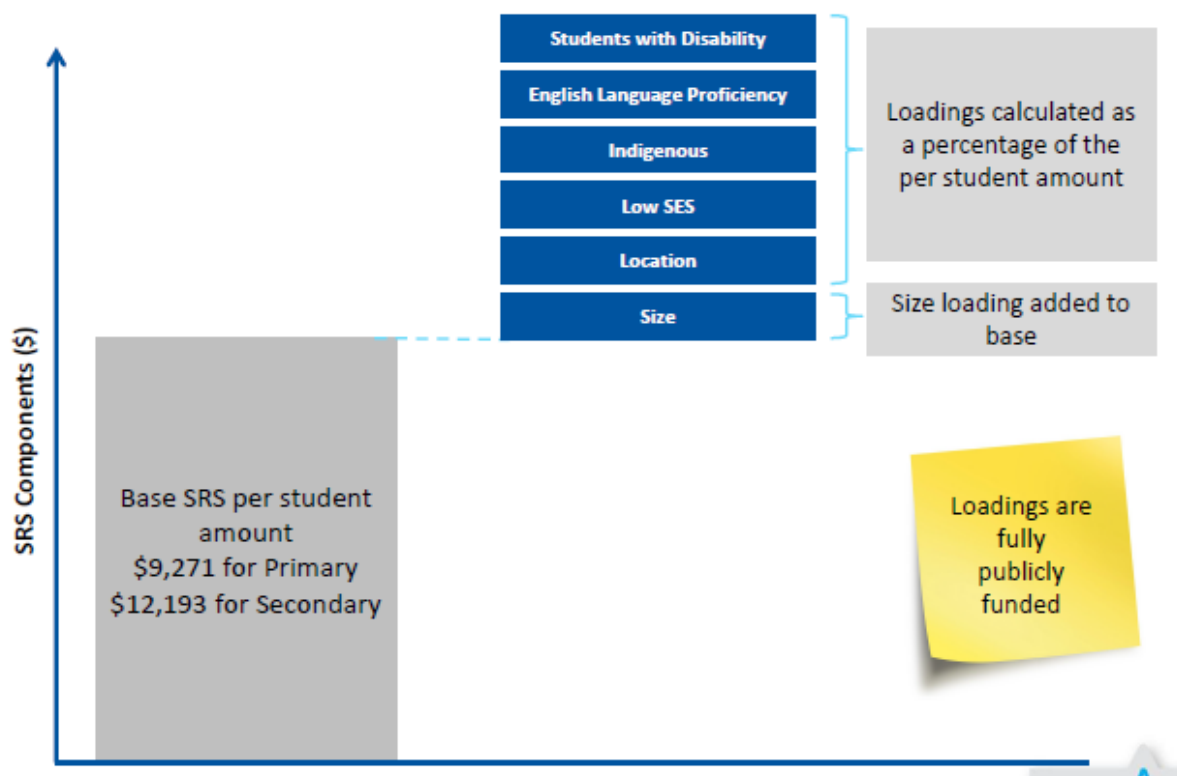 Students with Disability
English Language Proficiency
Indigenous
Low SES
Location
Size
Loadings calculated as
a percentage of the
per student amount
Size loading added to
base
SRS Components ($)
Base SRS per student
amount
$9,271 for Primary
$12,193 for Secondary
Loadings are
fully
publicly
funded